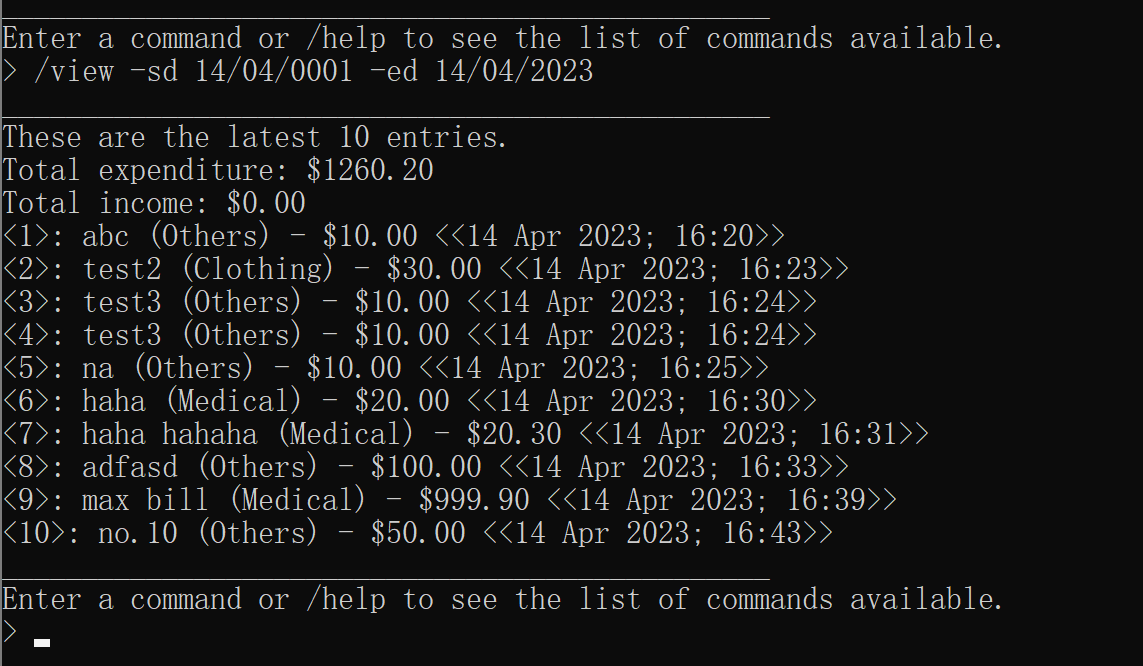 Enter a command or /help to see the list of commands available.
> /view -sd 14/04/0001 -ed 14/04/2023
These are the latest 10 entries.
Total expenditure: $1260.20
Total income: $0.00
<1>: abc (Others) - $10.00 <<14 Apr 2023; 16:20>>
<2>: test2 (Clothing) - $30.00 <<14 Apr 2023; 16:23>>
<3>: test3 (Others) - $10.00 <<14 Apr 2023; 16:24>>
<4>: test3 (Others) - $10.00 <<14 Apr 2023; 16:24>>
<5>: na (Others) - $10.00 <<14 Apr 2023; 16:25>>
<6>: haha (Medical) - $20.00 <<14 Apr 2023; 16:30>>
<7>: haha hahaha (Medical) - $20.30 <<14 Apr 2023; 16:31>>
<8>: adfasd (Others) - $100.00 <<14 Apr 2023; 16:33>>
<9>: max bill (Medical) - $999.90 <<14 Apr 2023; 16:39>>
<10>: no.10 (Others) - $50.00 <<14 Apr 2023; 16:43>>
Enter a command or /help to see the list of commands available.
>